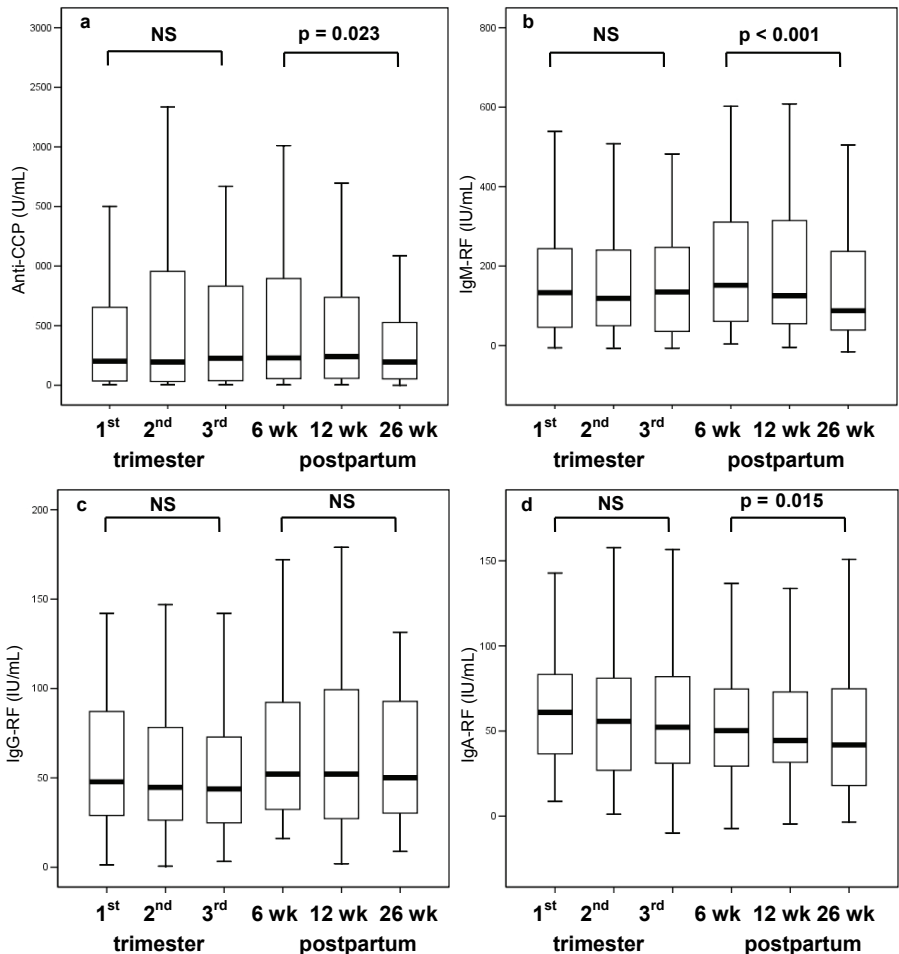 a
NS
p = 0.023
3000
2500
000
500
000
500
0
Anti-CCP (U/mL)
1st 2nd 3rd 6 wk 12 wk 26 wk
trimester postpartum
b
NS
p < 0.001
800
600
400
200
0
IgM-RF (IU/mL)
1st 2nd 3rd 6 wk 12 wk 26 wk
trimester postpartum
c
NS
NS
200
150
100
50
0
IgG-RF (IU/mL)
1st 2nd 3rd 6 wk 12 wk 26 wk
trimester postpartum
d
NS
p = 0.015
150
100
50
0
IgA-RF (IU/mL)
1st 2nd 3rd 6 wk 12 wk 26 wk
trimester postpartum